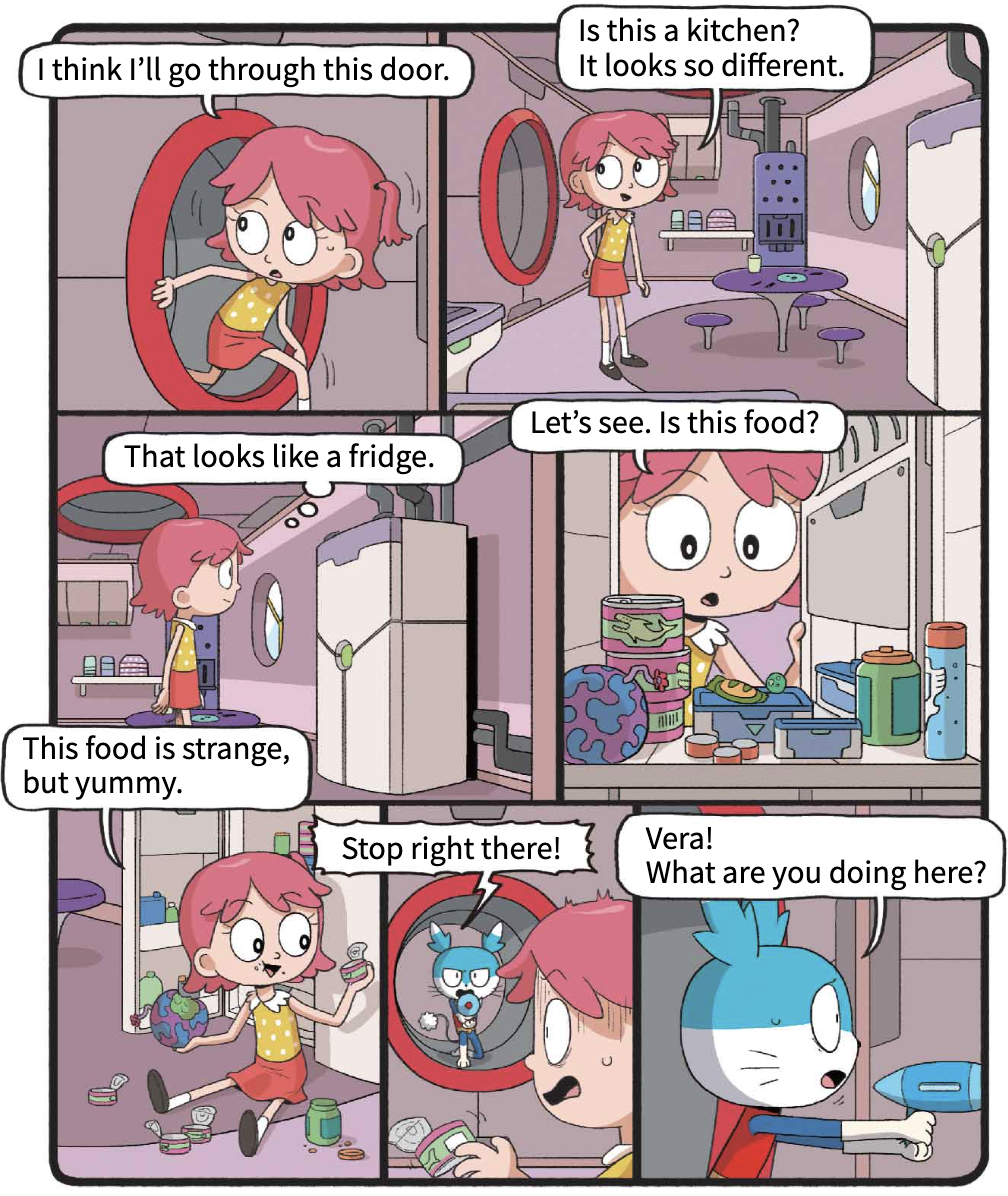 I think I’ll go through this door.
Is this a kitchen?
It looks so different.
That looks like a fridge.
Let’s see. Is this food?
This food is strange,
but yummy.
Stop right there!
Vera!
What are you doing here?